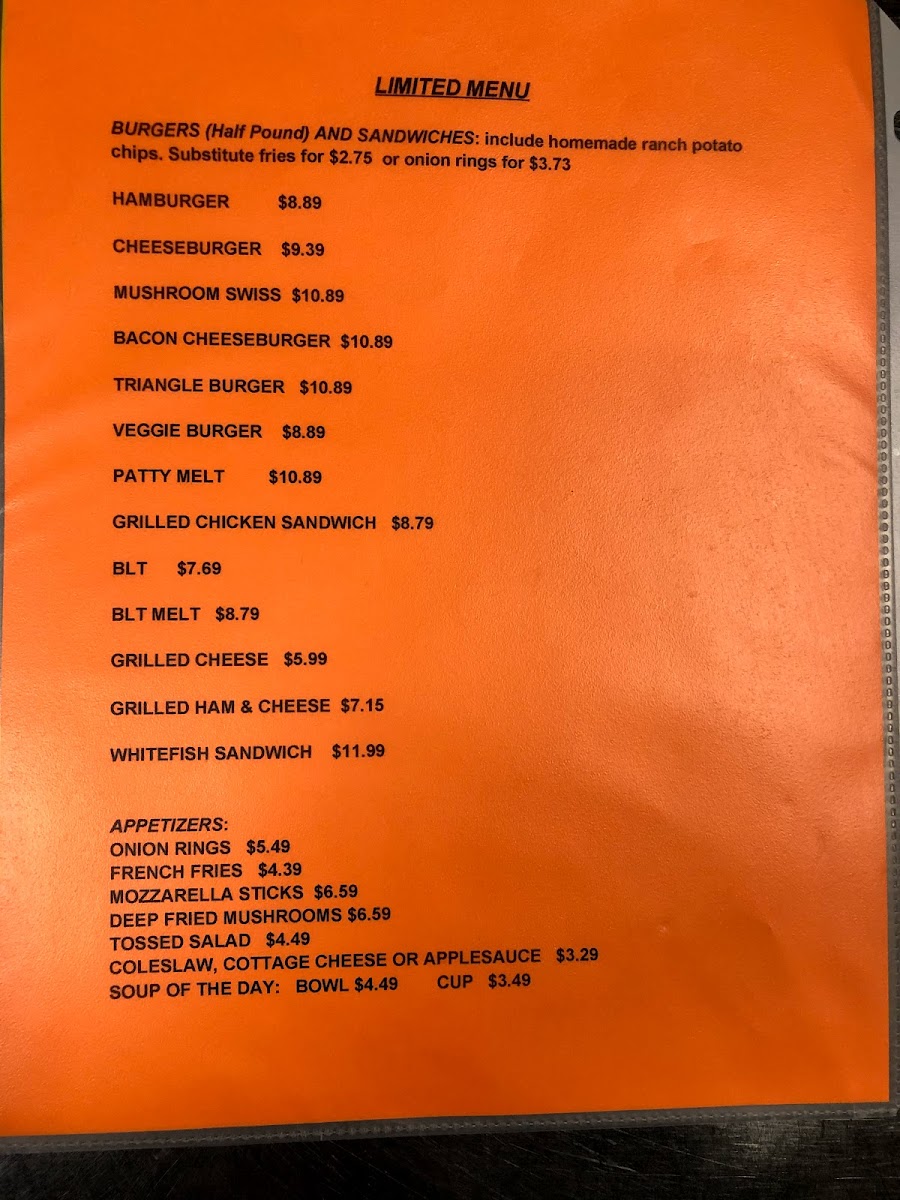 LIMITED MENU
BURGERS (Half Pound) AND SANDWICHES: include homemade ranch potato
chips. Substitute fries for $2.75 or onion rings for $3.73
HAMBURGER $8.89
CHEESEBURGER $9.39
MUSHROOM SWISS $10.89
BACON CHEESEBURGER $10.89
TRIANGLE BURGER $10.89
VEGGIE BURGER $8.89
PATTY MELT $10.89
GRILLED CHICKEN SANDWICH $8.79
BLT $7.69
BLT MELT $8.79
GRILLED CHEESE $5.99
GRILLED HAM & CHEESE $7.15
WHITEFISH SANDWICH $11.99
APPETIZERS:
ONION RINGS $5.49
FRENCH FRIES $4.39
MOZZARELLA STICKS $6.59
DEEP FRIED MUSHROOMS $6.59
TOSSED SALAD $4.49
COLESLAW, COTTAGE CHEESE OR APPLESAUCE $3.29
SOUP OF THE DAY: BOWL $4.49 CUP $3.49